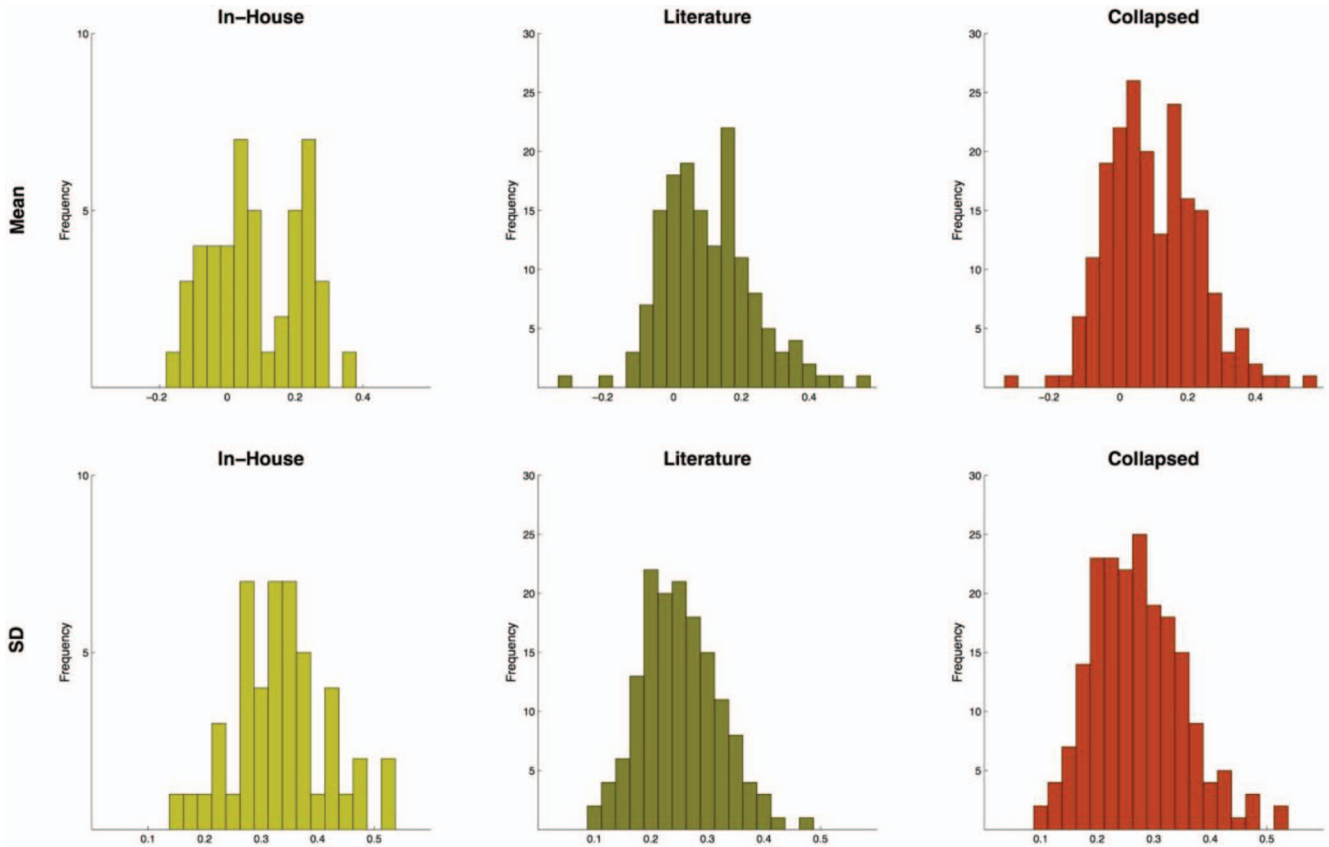 In-House Literature Collapsed
10 30 30
25 25
20 20
Mean Frequency 5 Frequency 15 Frequency 15
10 10
5 5
−0.2 0 0.2 0.4 −0.2 0 0.2 0.4 −0.2 0 0.2 0.4
In-House Literature Collapsed
10 30 30
25 25
20 20
SD Frequency 5 Frequency 15 Frequency 15
10 10
5 5
0.1 0.2 0.3 0.4 0.5 0.1 0.2 0.3 0.4 0.5 0.1 0.2 0.3 0.4 0.5